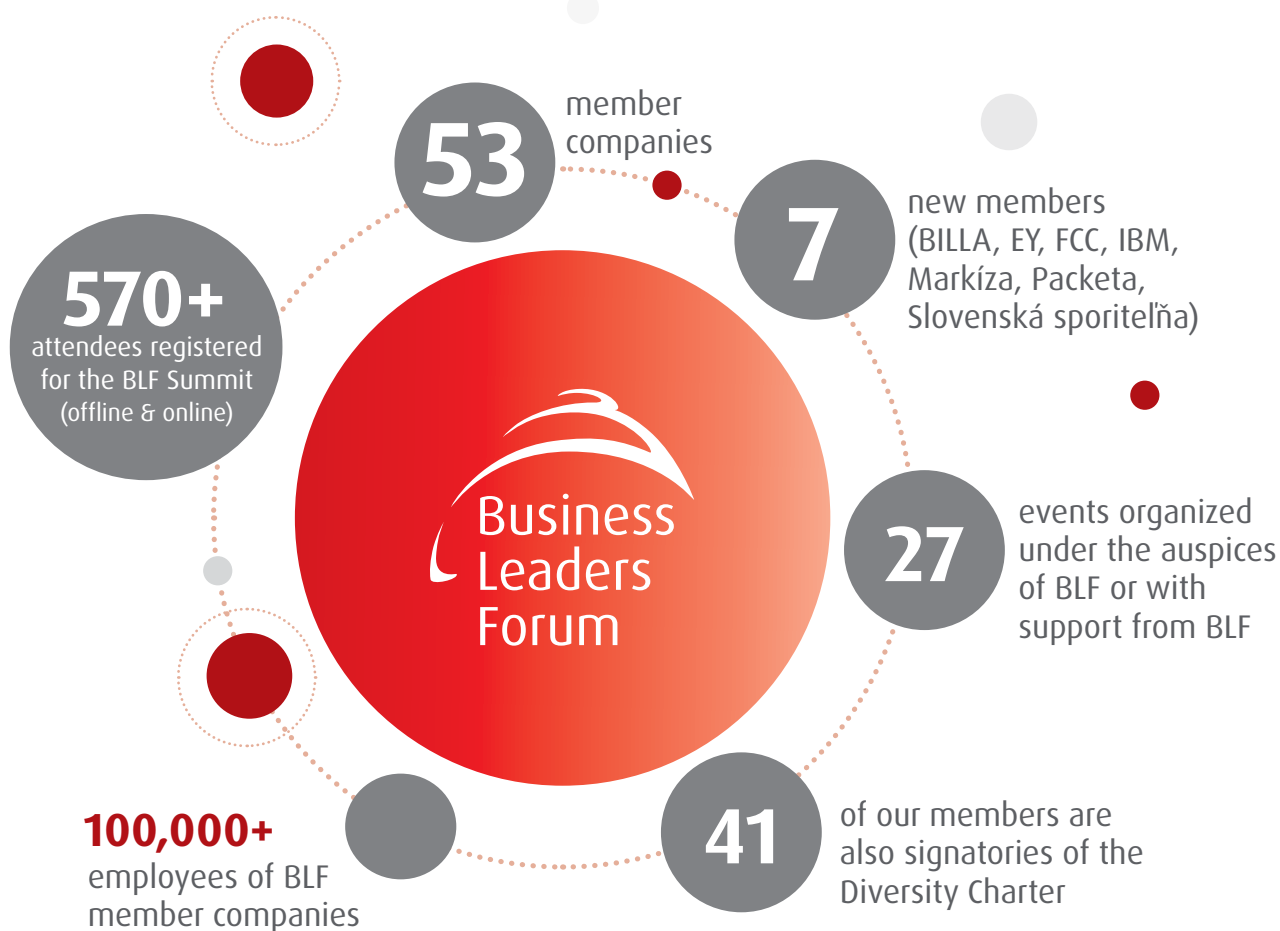 53
member
companies
7
new members
(BILLA, EY, FCC, IBM,
Markíza, Packeta,
Slovenská sporiteľňa)
570+
attendees registered
for the BLF Summit
(offline & online)
Business
Leaders
Forum
27
events organized
under the auspices
of BLF or with
support from BLF
41
of our members are
also signatories of the
Diversity Charter
100,000+
employees of BLF
member companies